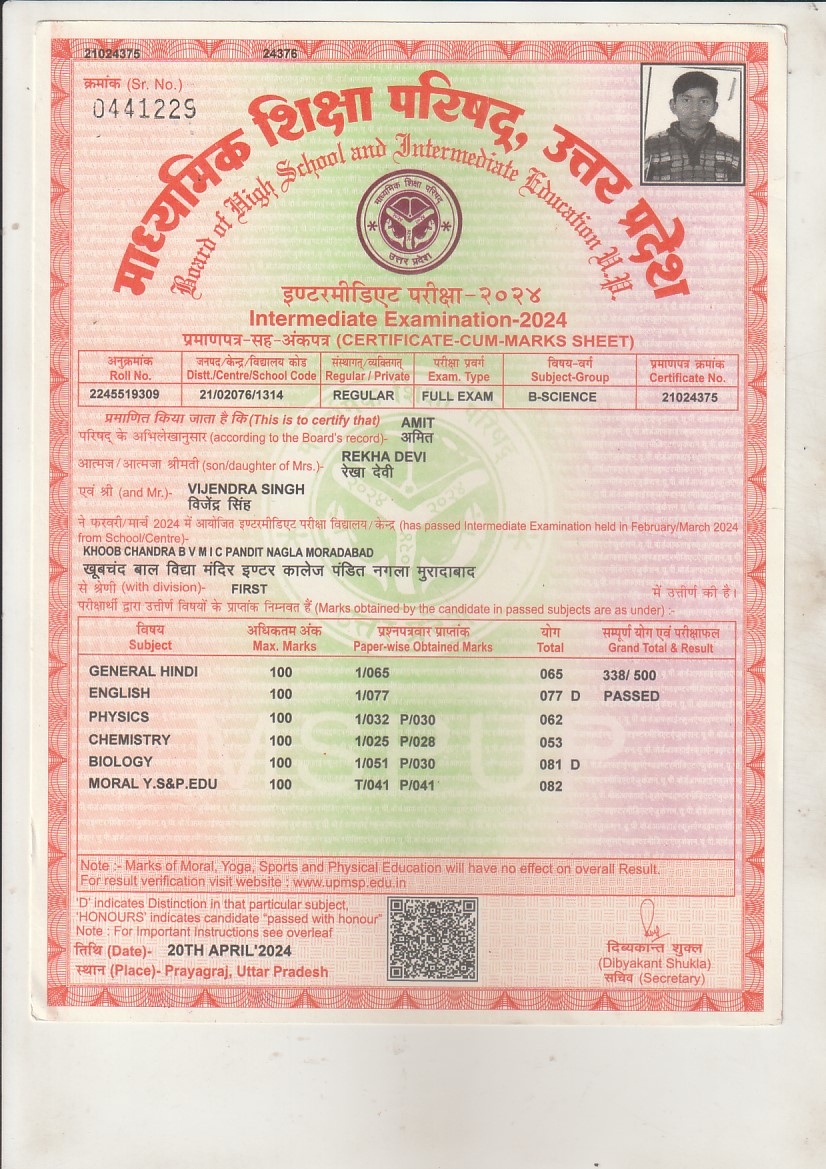 21024375 24376
क्रमांक (Sr. No.)
0441229
माध्यमिक शिक्षा परिषद्, उत्तर प्रदेश
Board of High School and Intermediate Education U.P.
माध्यमिक शिक्षा परिषद्
उत्तर प्रदेश
इण्टरमीडिएट परीक्षा-२०२४
Intermediate Examination-2024
प्रमाणपत्र-सह-अंकपत्र (CERTIFICATE-CUM-MARKS SHEET)
अनुक्रमांक जनपद/केन्द्र/विद्यालय कोड संस्थागत/व्यक्तिगत परीक्षा प्रवर्ग विषय-वर्ग प्रमाणपत्र क्रमांक
Roll No. Distt./Centre/School Code Regular / Private Exam. Type Subject-Group Certificate No.
2245519309 21/02076/1314 REGULAR FULL EXAM B-SCIENCE 21024375
प्रमाणित किया जाता है कि (This is to certify that) AMIT
परिषद् के अभिलेखानुसार (according to the Board's record)- अमित
आत्मज/आत्मजा श्रीमती (son/daughter of Mrs.)- REKHA DEVI
रेखा देवी
एवं श्री (and Mr.)- VIJENDRA SINGH
विजेंद्र सिंह
ने फरवरी/मार्च 2024 में आयोजित इण्टरमीडिएट परीक्षा विद्यालय/केन्द्र (has passed Intermediate Examination held in February/March 2024
from School/Centre)-
KHOOB CHANDRA B V M I C PANDIT NAGLA MORADABAD
खूबचंद बाल विद्या मंदिर इण्टर कालेज पंडित नगला मुरादाबाद
से श्रेणी (with division)- FIRST में उत्तीर्ण की है।
परीक्षार्थी द्वारा उत्तीर्ण विषयों के प्राप्तांक निम्नवत हैं (Marks obtained by the candidate in passed subjects are as under) :-
विषय अधिकतम अंक प्रश्नपत्रवार प्राप्तांक योग सम्पूर्ण योग एवं परीक्षाफल
Subject Max. Marks Paper-wise Obtained Marks Total Grand Total & Result
GENERAL HINDI 100 1/065 065 338/ 500
ENGLISH 100 1/077 077 D PASSED
PHYSICS 100 1/032 P/030 062
CHEMISTRY 100 1/025 P/028 053
BIOLOGY 100 1/051 P/030 081 D
MORAL Y.S&P.EDU 100 T/041 P/041 082
MSPUP
Note :- Marks of Moral, Yoga, Sports and Physical Education will have no effect on overall Result.
For result verification visit website : www.upmsp.edu.in
'D' indicates Distinction in that particular subject,
'HONOURS' indicates candidate "passed with honour"
Note : For Important Instructions see overleaf
तिथि (Date)- 20TH APRIL'2024
स्थान (Place)- Prayagraj, Uttar Pradesh
दिव्यकान्त शुक्ल
(Dibyakant Shukla)
सचिव (Secretary)